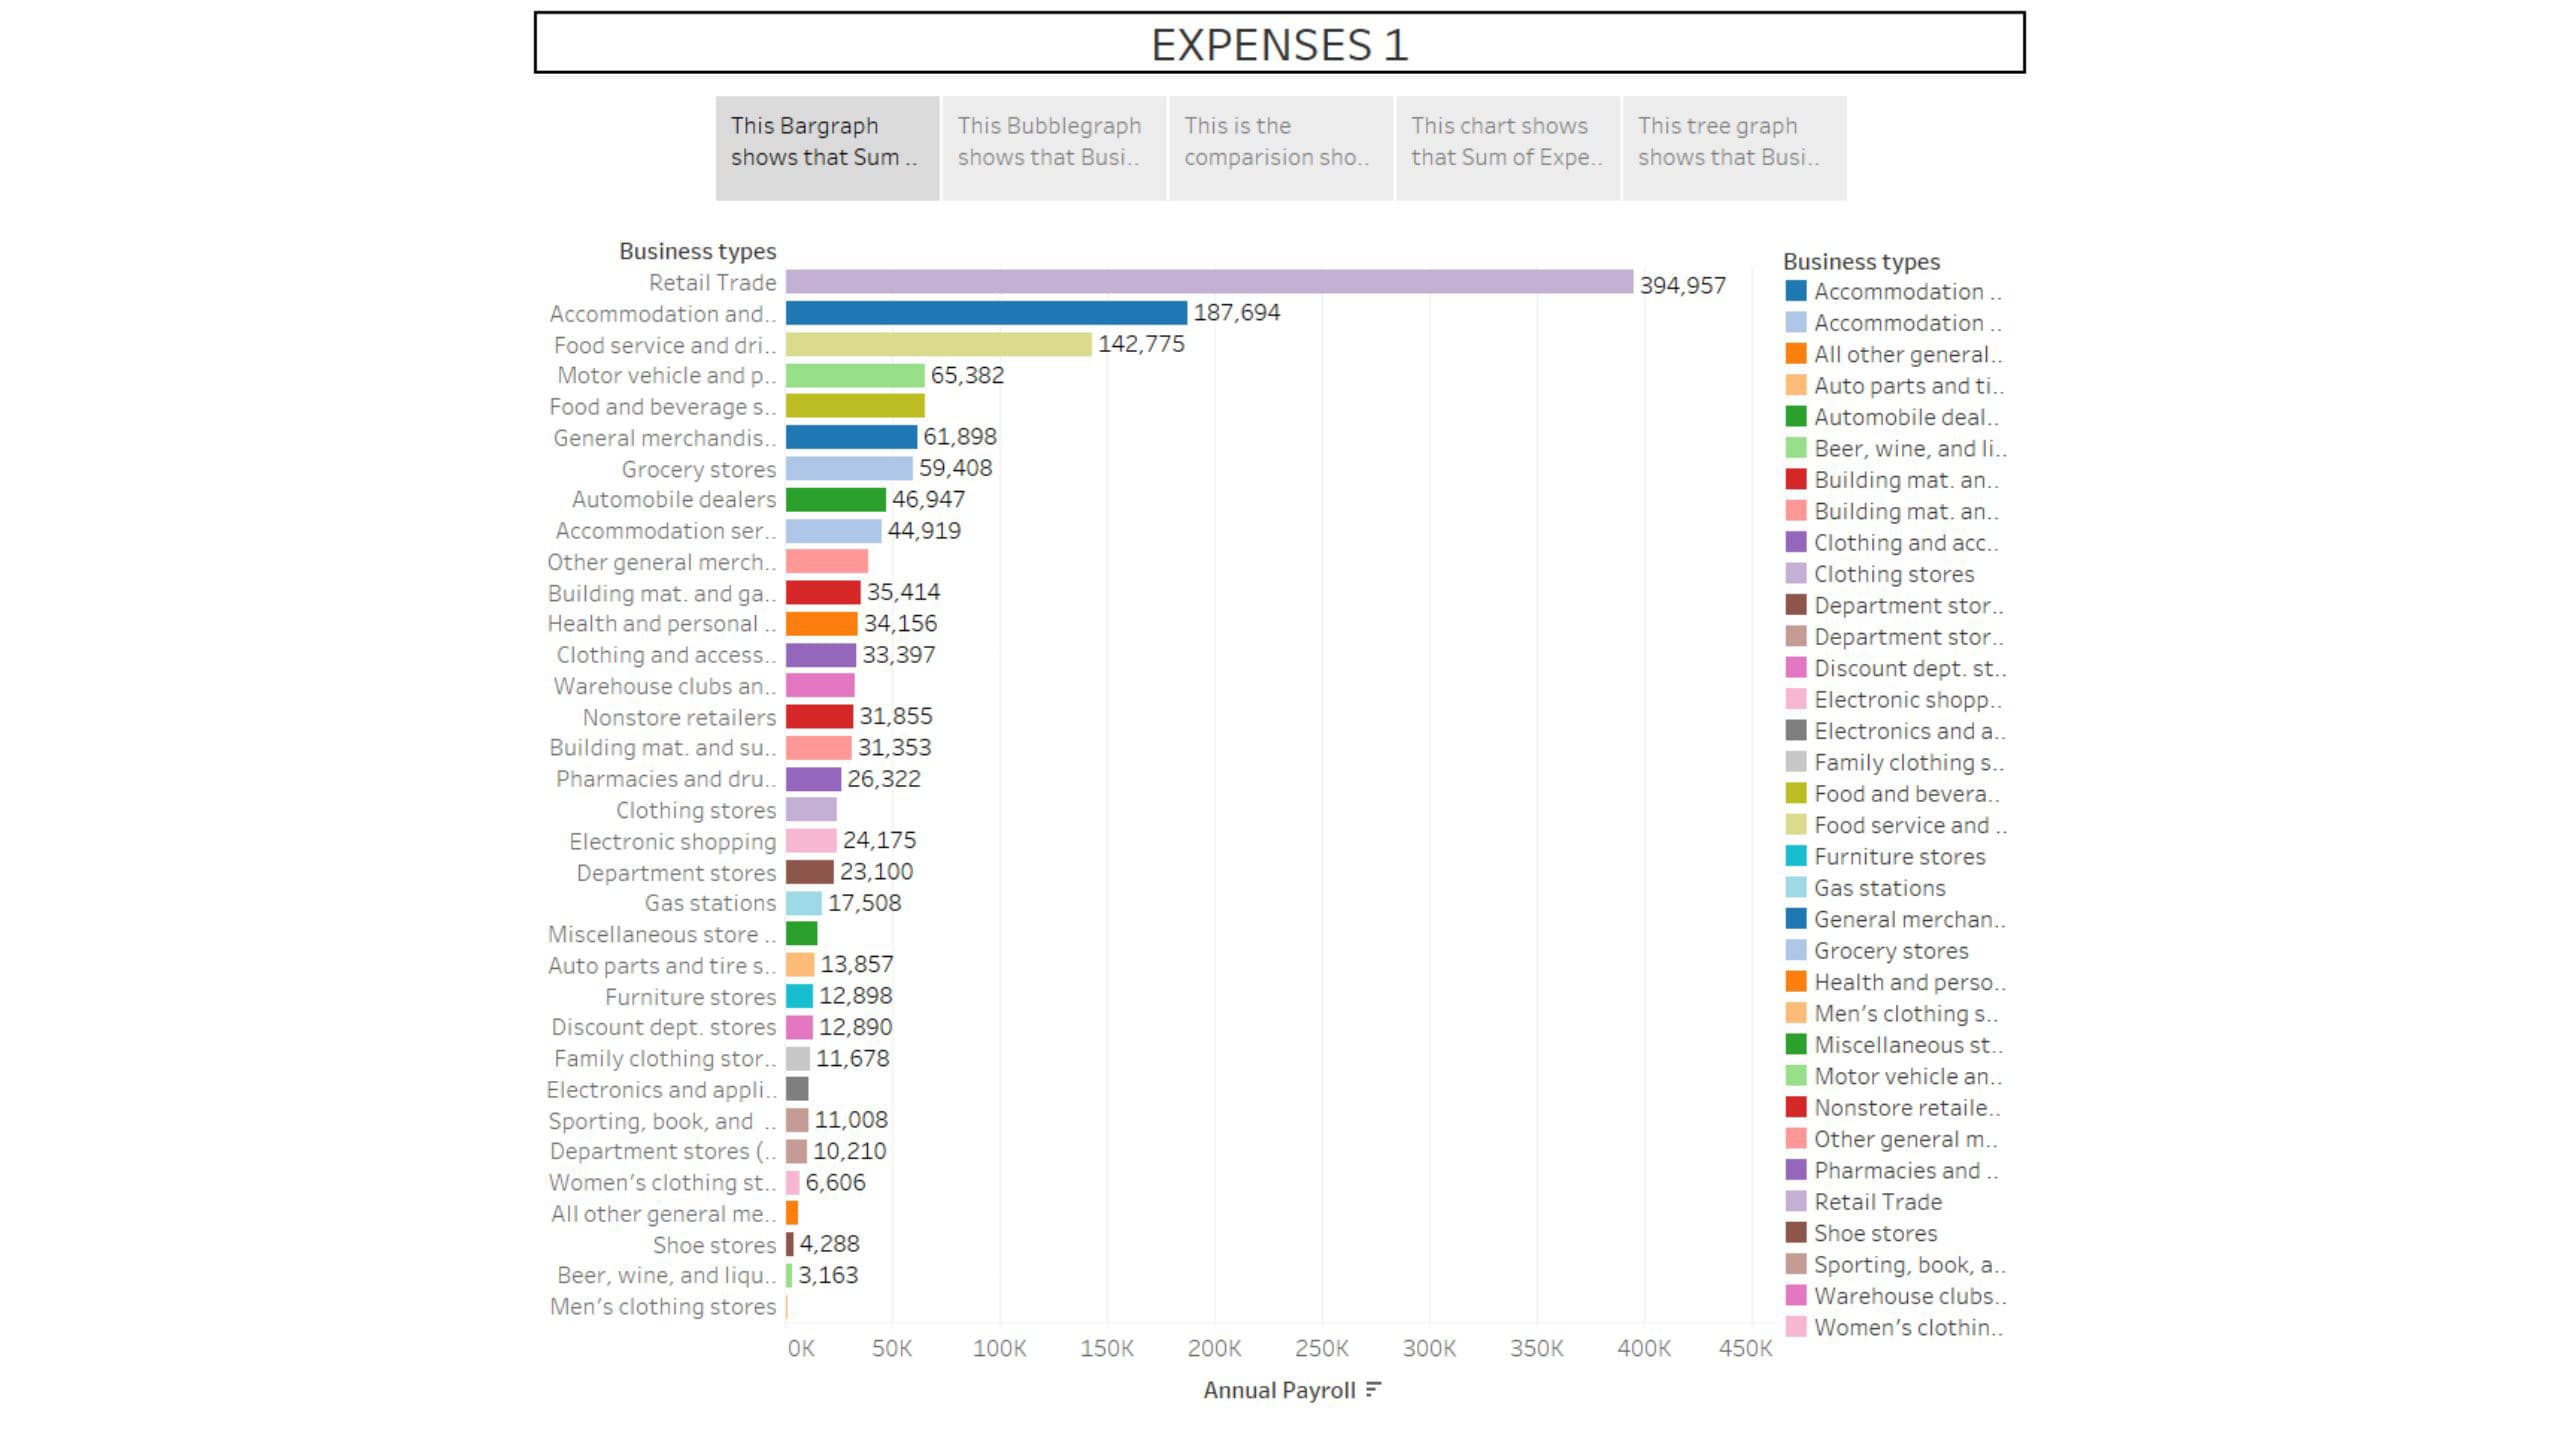 EXPENSES 1
This Bargraph
shows that Sum ..
This Bubblegraph
shows that Busi..
This is the
comparision sho..
This chart shows
that Sum of Expe..
This tree graph
shows that Busi..
Business types
Retail Trade 394,957
Accommodation and.. 187,694
Food service and dri.. 142,775
Motor vehicle and p.. 65,382
Food and beverage s..
General merchandis.. 61,898
Grocery stores 59,408
Automobile dealers 46,947
Accommodation ser.. 44,919
Other general merch..
Building mat. and ga.. 35,414
Health and personal .. 34,156
Clothing and access.. 33,397
Warehouse clubs an..
Nonstore retailers 31,855
Building mat. and su.. 31,353
Pharmacies and dru.. 26,322
Clothing stores
Electronic shopping 24,175
Department stores 23,100
Gas stations 17,508
Miscellaneous store ..
Auto parts and tire s.. 13,857
Furniture stores 12,898
Discount dept. stores 12,890
Family clothing stor.. 11,678
Electronics and appli..
Sporting, book, and .. 11,008
Department stores (.. 10,210
Women's clothing st.. 6,606
All other general me..
Shoe stores 4,288
Beer, wine, and liqu.. 3,163
Men's clothing stores
0K 50K 100K 150K 200K 250K 300K 350K 400K 450K
Annual Payroll
Business types
Accommodation ..
Accommodation ..
All other general..
Auto parts and ti..
Automobile deal..
Beer, wine, and li..
Building mat. an..
Building mat. an..
Clothing and acc..
Clothing stores
Department stor..
Department stor..
Discount dept. st..
Electronic shopp..
Electronics and a..
Family clothing s..
Food and bevera..
Food service and ..
Furniture stores
Gas stations
General merchan..
Grocery stores
Health and perso..
Men's clothing s..
Miscellaneous st..
Motor vehicle an..
Nonstore retaile..
Other general m..
Pharmacies and ..
Retail Trade
Shoe stores
Sporting, book, a..
Warehouse clubs..
Women's clothin..